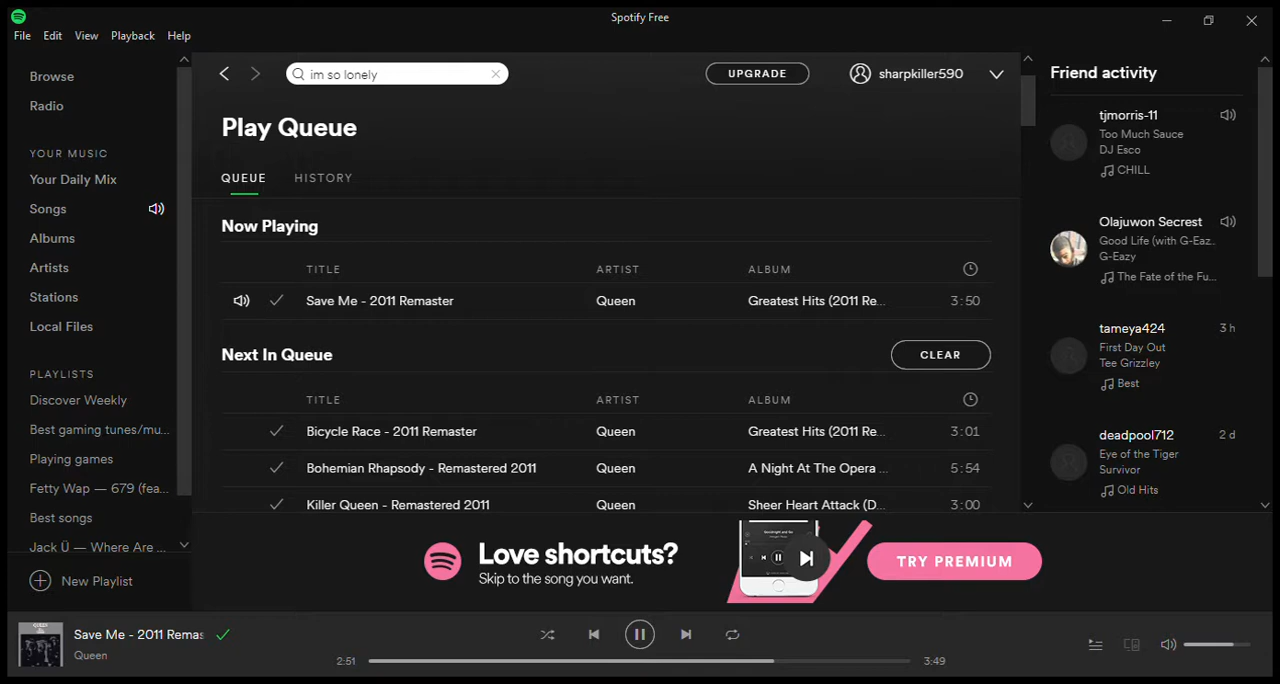 Spotify Free
File Edit View Playback Help
Browse
Radio
YOUR MUSIC
Your Daily Mix
Songs
Albums
Artists
Stations
Local Files
PLAYLISTS
Discover Weekly
Best gaming tunes/mu...
Playing games
Fetty Wap — 679 (fea...
Best songs
Jack Ü — Where Are ...
New Playlist
im so lonely
UPGRADE
sharpkiller590
Play Queue
QUEUE HISTORY
Now Playing
TITLE ARTIST ALBUM
Save Me - 2011 Remaster Queen Greatest Hits (2011 Re... 3:50
Next In Queue CLEAR
TITLE ARTIST ALBUM
Bicycle Race - 2011 Remaster Queen Greatest Hits (2011 Re... 3:01
Bohemian Rhapsody - Remastered 2011 Queen A Night At The Opera ... 5:54
Killer Queen - Remastered 2011 Queen Sheer Heart Attack (D... 3:00
Friend activity
tjmorris-11
Too Much Sauce
DJ Esco
CHILL
Olajuwon Secrest
Good Life (with G-Eaz..
G-Eazy
The Fate of the Fu...
tameya424 3 h
First Day Out
Tee Grizzley
Best
deadpool712 2 d
Eye of the Tiger
Survivor
Old Hits
Love shortcuts?
Skip to the song you want.
TRY PREMIUM
Save Me - 2011 Remas
Queen
2:51 3:49